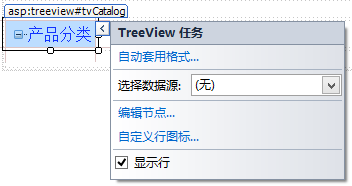 asp:treeview#tvCatalog
产品分类
TreeView 任务
自动套用格式...
选择数据源: (无)
编辑节点...
自定义行图标...
显示行